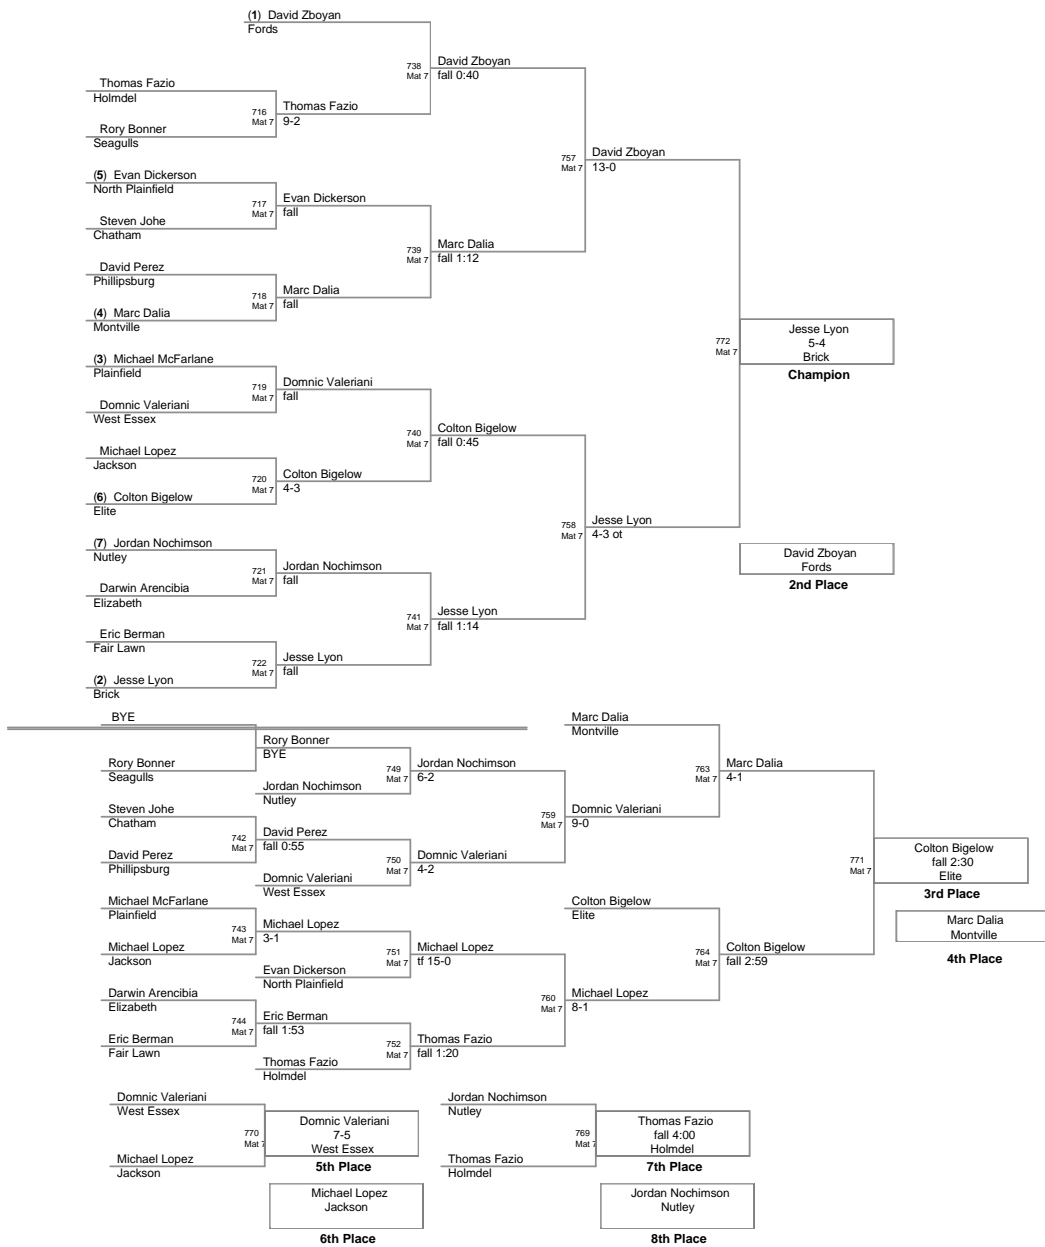 (1) David Zboyan
Fords
738
Mat 7
David Zboyan
fall 0:40
Thomas Fazio
Holmdel
716
Mat 7
Thomas Fazio
9-2
Rory Bonner
Seagulls
757
Mat 7
David Zboyan
13-0
(5) Evan Dickerson
North Plainfield
717
Mat 7
Evan Dickerson
fall
Steven Johe
Chatham
739
Mat 7
Marc Dalia
fall 1:12
David Perez
Phillipsburg
718
Mat 7
Marc Dalia
fall
(4) Marc Dalia
Montville
772
Mat 7
Jesse Lyon
5-4
Brick
Champion
(3) Michael McFarlane
Plainfield
719
Mat 7
Domnic Valeriani
fall
Domnic Valeriani
West Essex
740
Mat 7
Colton Bigelow
fall 0:45
Michael Lopez
Jackson
720
Mat 7
Colton Bigelow
4-3
(6) Colton Bigelow
Elite
758
Mat 7
Jesse Lyon
4-3 ot
(7) Jordan Nochimson
Nutley
721
Mat 7
Jordan Nochimson
fall
David Zboyan
Fords
2nd Place
Darwin Arencibia
Elizabeth
741
Mat 7
Jesse Lyon
fall 1:14
Eric Berman
Fair Lawn
722
Mat 7
Jesse Lyon
fall
(2) Jesse Lyon
Brick
BYE
Rory Bonner
BYE
Rory Bonner
Seagulls
749
Mat 7
Jordan Nochimson
6-2
Jordan Nochimson
Nutley
Marc Dalia
Montville
763
Mat 7
Marc Dalia
4-1
Steven Johe
Chatham
742
Mat 7
David Perez
fall 0:55
David Perez
Phillipsburg
759
Mat 7
Domnic Valeriani
9-0
750
Mat 7
Domnic Valeriani
4-2
Domnic Valeriani
West Essex
771
Mat 7
Colton Bigelow
fall 2:30
Elite
3rd Place
Marc Dalia
Montville
4th Place
Michael McFarlane
Plainfield
743
Mat 7
Michael Lopez
3-1
Michael Lopez
Jackson
751
Mat 7
Michael Lopez
tf 15-0
Evan Dickerson
North Plainfield
Colton Bigelow
Elite
764
Mat 7
Colton Bigelow
fall 2:59
Darwin Arencibia
Elizabeth
744
Mat 7
Eric Berman
fall 1:53
Eric Berman
Fair Lawn
760
Mat 7
Michael Lopez
8-1
752
Mat 7
Thomas Fazio
fall 1:20
Thomas Fazio
Holmdel
Domnic Valeriani
West Essex
770
Mat 7
Domnic Valeriani
7-5
West Essex
5th Place
Michael Lopez
Jackson
Michael Lopez
Jackson
6th Place
Jordan Nochimson
Nutley
769
Mat 7
Thomas Fazio
fall 4:00
Holmdel
7th Place
Thomas Fazio
Holmdel
Jordan Nochimson
Nutley
8th Place